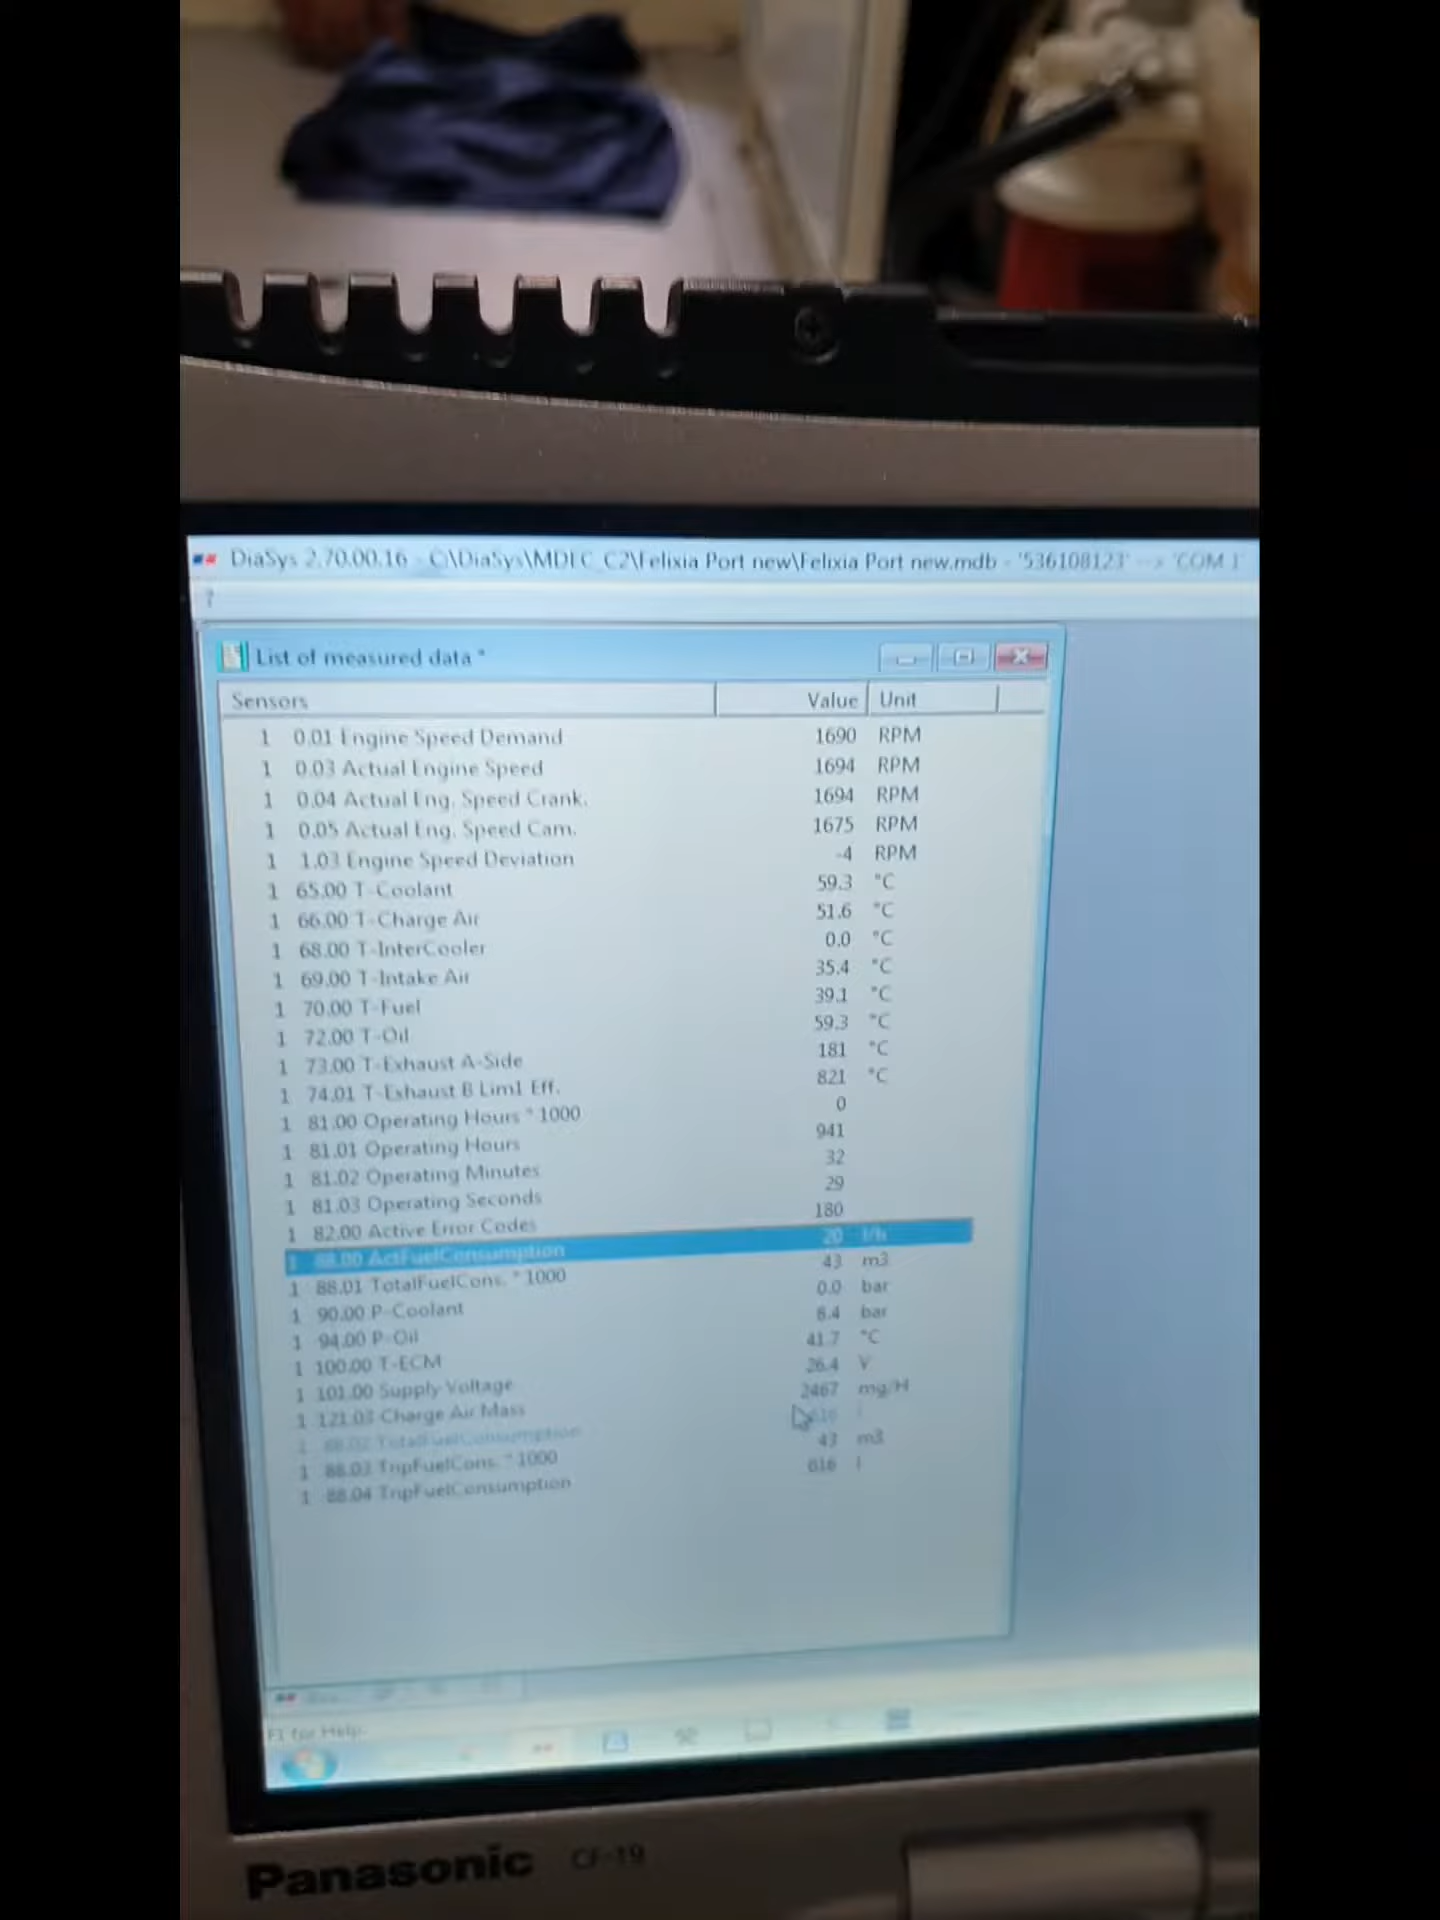 DiaSys 2.70.00.16 - C:\DiaSys\MDEC_C2\Felixia Port new\Felixia Port new.mdb - '536108123' --> 'COM 1'
?
List of measured data *
Sensors Value Unit
1 0.01 Engine Speed Demand 1690 RPM
1 0.03 Actual Engine Speed 1694 RPM
1 0.04 Actual Eng. Speed Crank. 1694 RPM
1 0.05 Actual Eng. Speed Cam. 1675 RPM
1 1.03 Engine Speed Deviation -4 RPM
1 65.00 T-Coolant 59.3 °C
1 66.00 T-Charge Air 51.6 °C
1 68.00 T-InterCooler 0.0 °C
1 69.00 T-Intake Air 35.4 °C
1 70.00 T-Fuel 39.1 °C
1 72.00 T-Oil 59.3 °C
1 73.00 T-Exhaust A-Side 181 °C
1 74.01 T-Exhaust B Lim1 Eff. 821 °C
1 81.00 Operating Hours * 1000 0
1 81.01 Operating Hours 941
1 81.02 Operating Minutes 32
1 81.03 Operating Seconds 29
1 82.00 Active Error Codes 180
1 88.00 ActFuelConsumption 20 l/h
1 88.01 TotalFuelCons. * 1000 43 m3
1 90.00 P-Coolant 0.0 bar
1 94.00 P-Oil 6.4 bar
1 100.00 T-ECM 41.7 °C
1 101.00 Supply Voltage 26.4 V
1 121.03 Charge Air Mass 2467 mg/H
1 88.02 TotalFuelConsumption 616 l
1 88.03 TripFuelCons. * 1000 43 m3
1 88.04 TripFuelConsumption 616 l
F1 for Help.
Panasonic CF-19